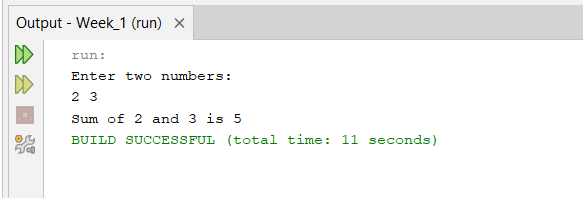 Output - Week_1 (run) ×
run:
Enter two numbers:
2 3
Sum of 2 and 3 is 5
BUILD SUCCESSFUL (total time: 11 seconds)